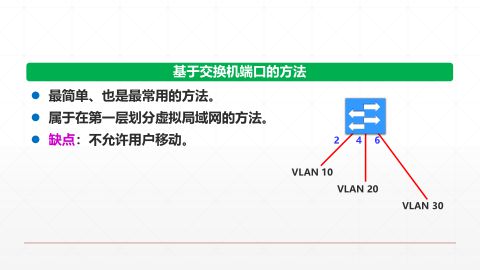 基于交换机端口的方法
最简单、也是最常用的方法。
属于在第一层划分虚拟局域网的方法。
缺点：不允许用户移动。
2 4 6
VLAN 10
VLAN 20
VLAN 30